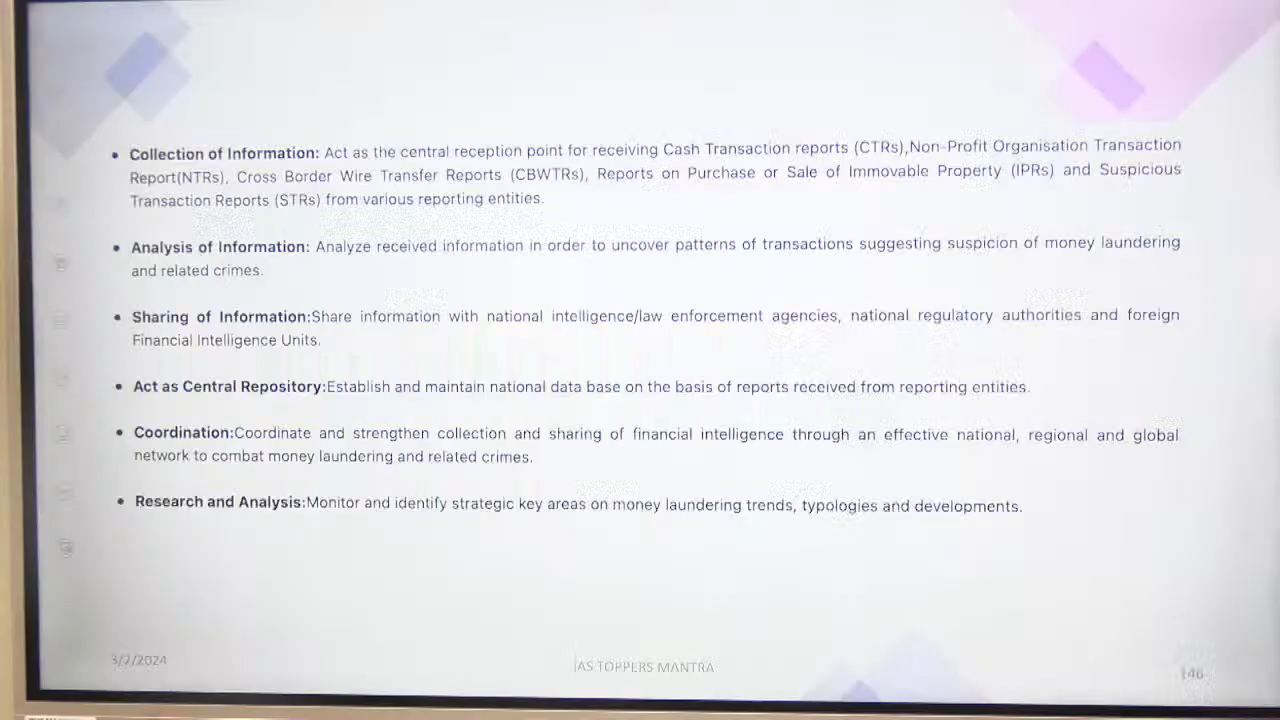 • Collection of Information: Act as the central reception point for receiving Cash Transaction reports (CTRs),Non-Profit Organisation Transaction
Report(NTRs), Cross Border Wire Transfer Reports (CBWTRs), Reports on Purchase or Sale of Immovable Property (IPRs) and Suspicious
Transaction Reports (STRs) from various reporting entities.
• Analysis of Information: Analyze received information in order to uncover patterns of transactions suggesting suspicion of money laundering
and related crimes.
• Sharing of Information:Share information with national intelligence/law enforcement agencies, national regulatory authorities and foreign
Financial Intelligence Units.
• Act as Central Repository:Establish and maintain national data base on the basis of reports received from reporting entities.
• Coordination:Coordinate and strengthen collection and sharing of financial intelligence through an effective national, regional and global
network to combat money laundering and related crimes.
• Research and Analysis:Monitor and identify strategic key areas on money laundering trends, typologies and developments.
3/7/2024
IAS TOPPERS MANTRA
146